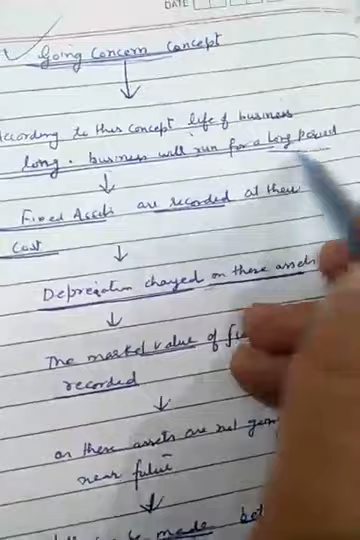 DATE
Going Concern Concept
According to this concept life of business
long. business will run for a long period
Fixed Assets are recorded at their
cost
Depreciation charged on these assets
The market value of
recorded
as these assets are not
near future
made